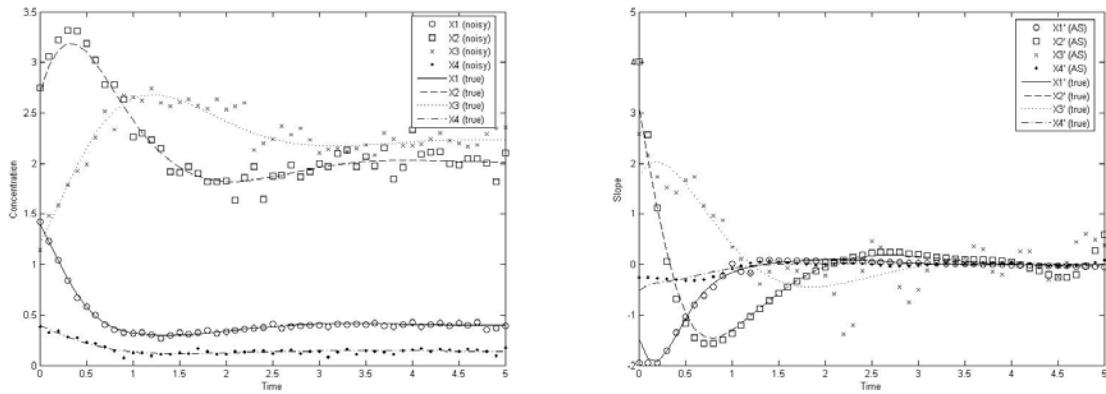 3.5
3
2.5
2
1.5
1
0.5
0
Concentration
0 0.5 1 1.5 2 2.5 3 3.5 4 4.5 5
Time
X1 (noisy)
X2 (noisy)
X3 (noisy)
X4 (noisy)
X1 (true)
X2 (true)
X3 (true)
X4 (true)
5
4
3
2
1
0
-1
-2
Slope
0 0.5 1 1.5 2 2.5 3 3.5 4 4.5 5
Time
X1' (AS)
X2' (AS)
X3' (AS)
X4' (AS)
X1' (true)
X2' (true)
X3' (true)
X4' (true)